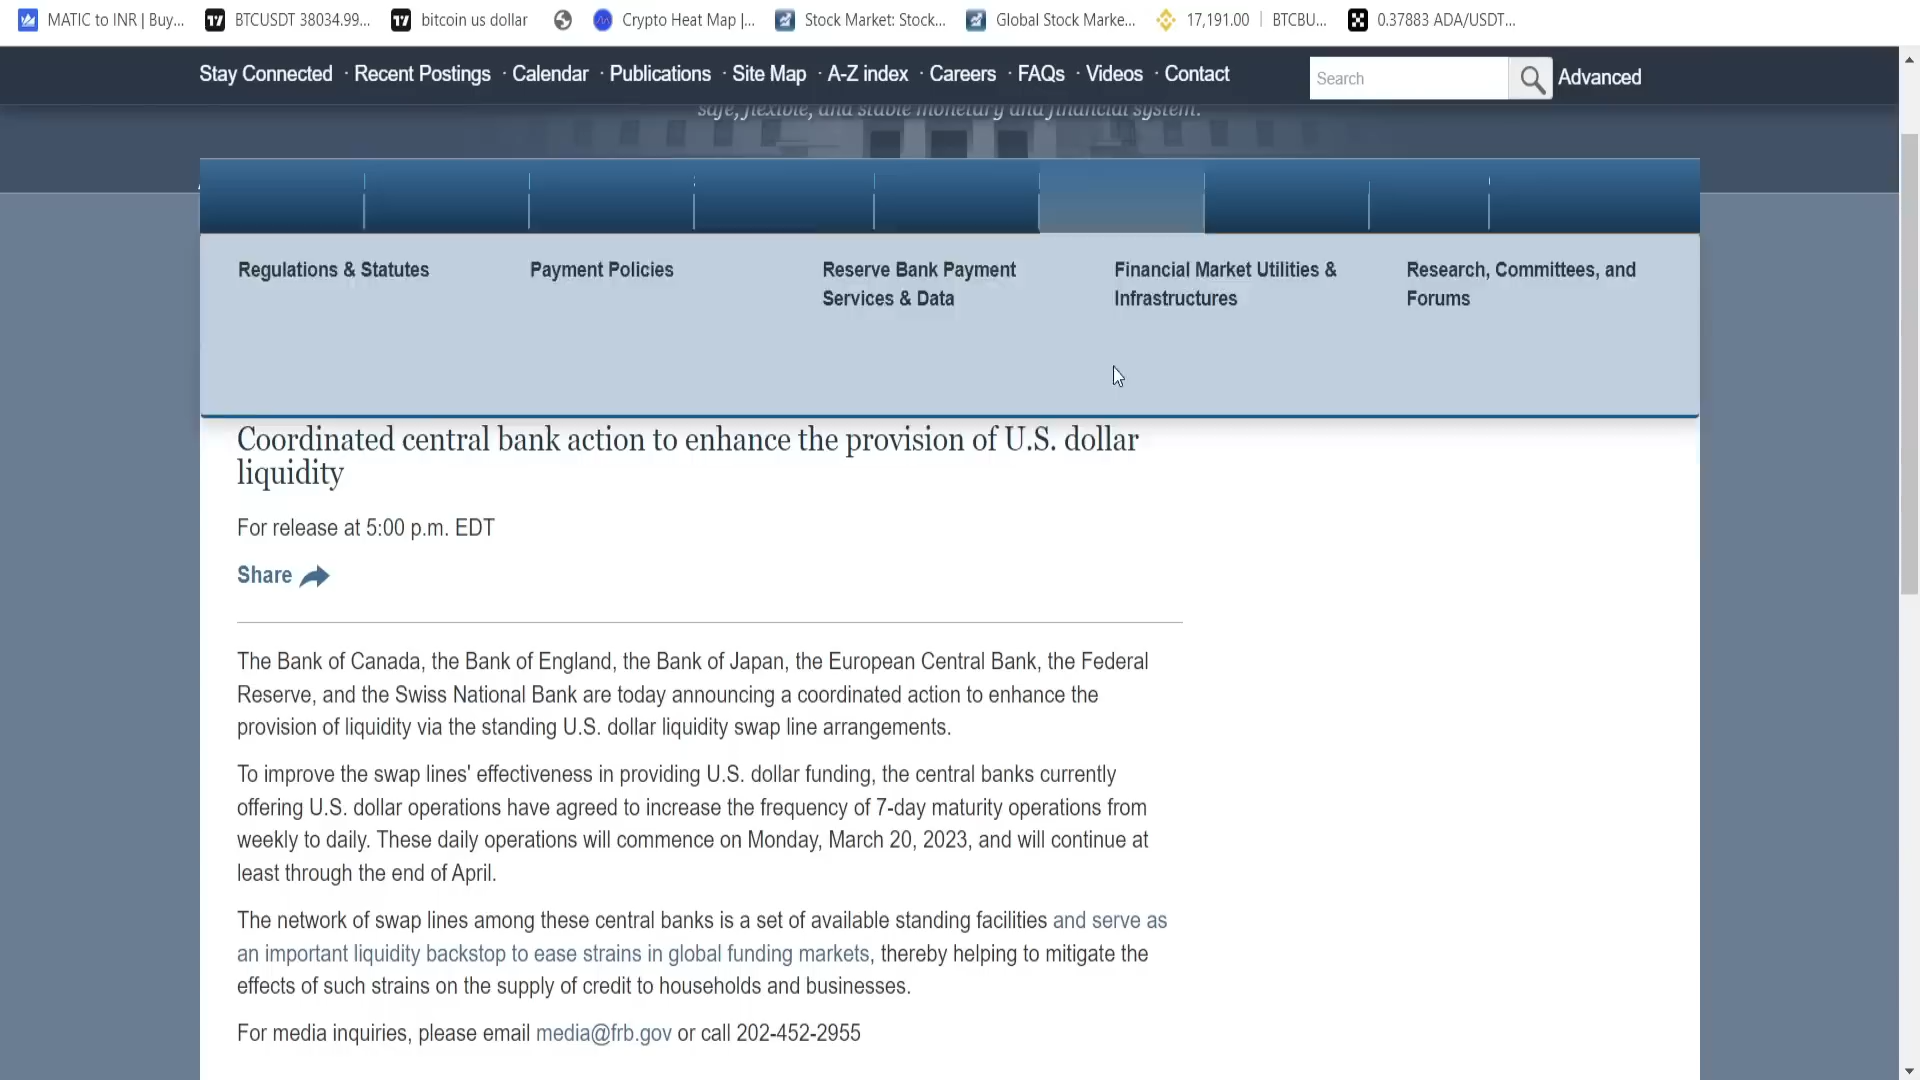 MATIC to INR | Buy... BTCUSDT 38034.99... bitcoin us dollar Crypto Heat Map |... Stock Market: Stock... Global Stock Marke... 17,191.00 | BTCBU... 0.37883 ADA/USDT...
Stay Connected · Recent Postings · Calendar · Publications · Site Map · A-Z index · Careers · FAQs · Videos · Contact Search Advanced
safe, flexible, and stable monetary and financial system.
Regulations & Statutes Payment Policies Reserve Bank Payment Financial Market Utilities & Research, Committees, and
Services & Data Infrastructures Forums
Coordinated central bank action to enhance the provision of U.S. dollar
liquidity
For release at 5:00 p.m. EDT
Share
The Bank of Canada, the Bank of England, the Bank of Japan, the European Central Bank, the Federal
Reserve, and the Swiss National Bank are today announcing a coordinated action to enhance the
provision of liquidity via the standing U.S. dollar liquidity swap line arrangements.
To improve the swap lines' effectiveness in providing U.S. dollar funding, the central banks currently
offering U.S. dollar operations have agreed to increase the frequency of 7-day maturity operations from
weekly to daily. These daily operations will commence on Monday, March 20, 2023, and will continue at
least through the end of April.
The network of swap lines among these central banks is a set of available standing facilities and serve as
an important liquidity backstop to ease strains in global funding markets, thereby helping to mitigate the
effects of such strains on the supply of credit to households and businesses.
For media inquiries, please email media@frb.gov or call 202-452-2955